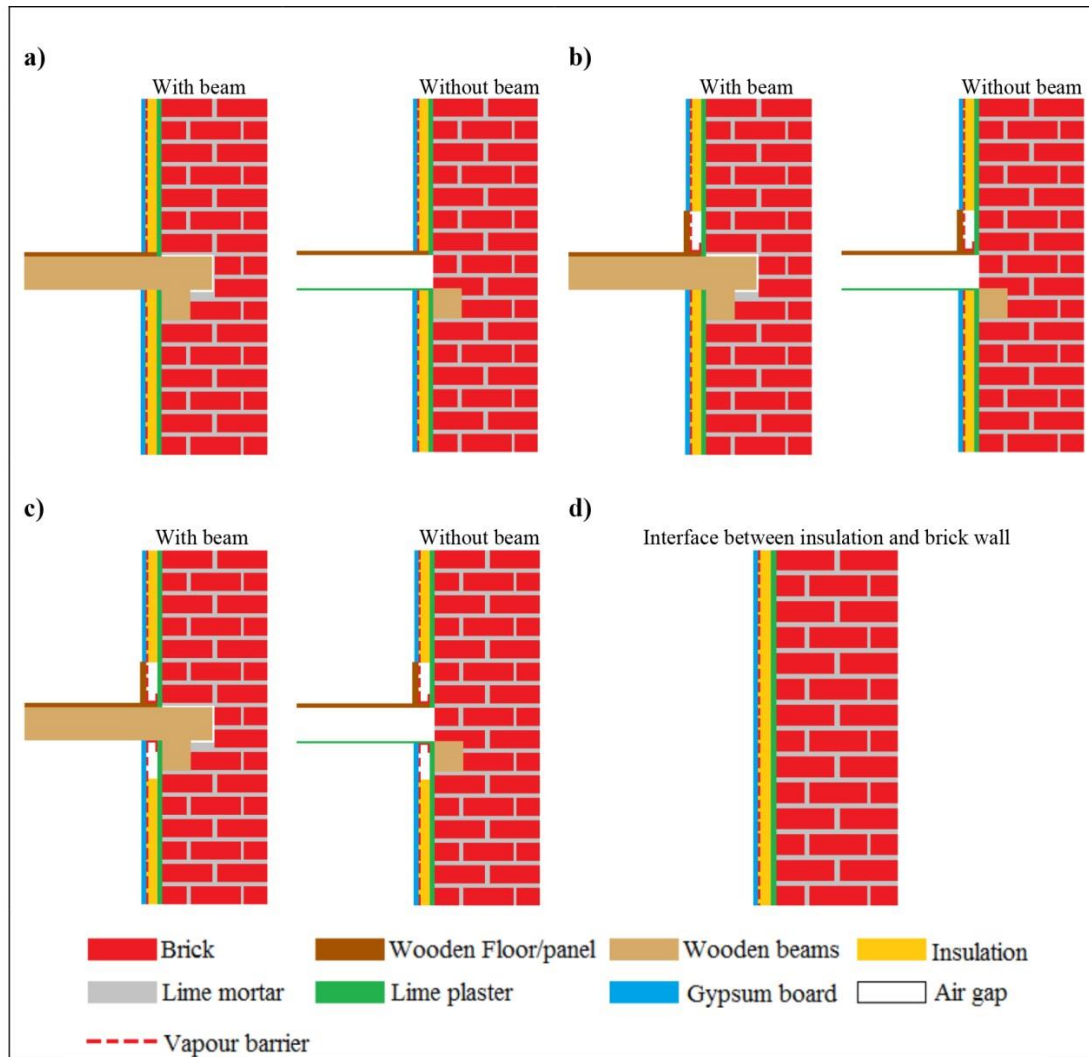 a)
With beam
Without beam
b)
With beam
Without beam
c)
With beam
Without beam
d)
Interface between insulation and brick wall
Brick
Wooden Floor/panel
Wooden beams
Insulation
Lime mortar
Lime plaster
Gypsum board
Air gap
Vapour barrier